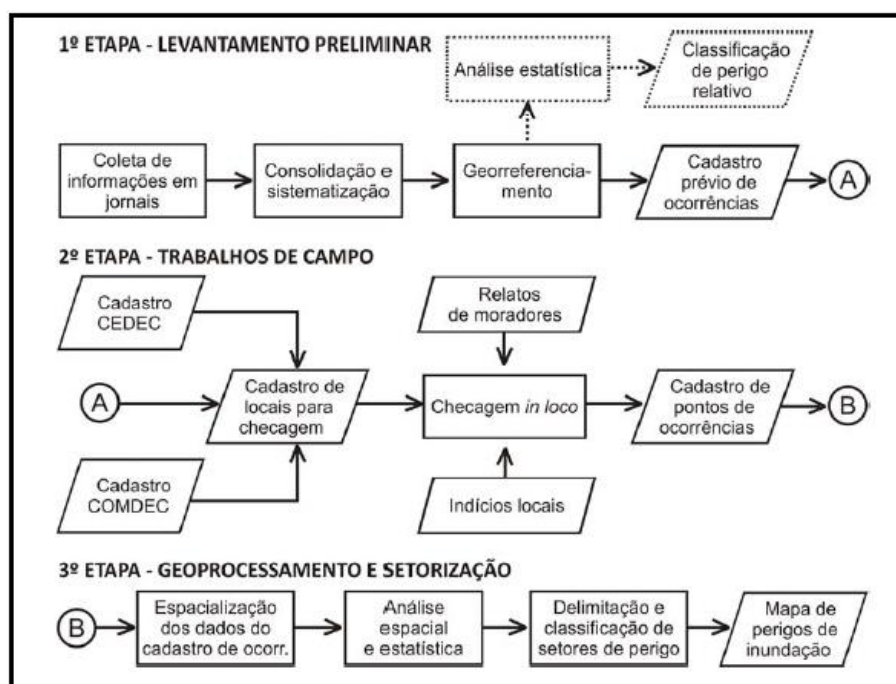 1º ETAPA - LEVANTAMENTO PRELIMINAR
Análise estatística
Classificação
de perigo
relativo
Coleta de
informações em
jornais
Consolidação e
sistematização
Georreferencia-
mento
Cadastro
prévio de
ocorrências
A
2º ETAPA - TRABALHOS DE CAMPO
Cadastro
CEDEC
Relatos
de moradores
A
Cadastro de
locais para
checagem
Checagem in loco
Cadastro de
pontos de
ocorrências
B
Cadastro
COMDEC
Indícios locais
3º ETAPA - GEOPROCESSAMENTO E SETORIZAÇÃO
B
Espacialização
dos dados do
cadastro de ocorr.
Análise
espacial
e estatística
Delimitação e
classificação de
setores de perigo
Mapa de
perigos de
inundação